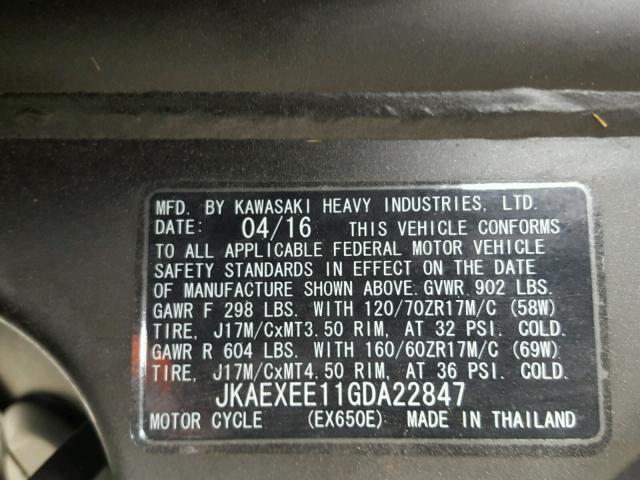 MFD. BY KAWASAKI HEAVY INDUSTRIES, LTD.
DATE: 04/16 THIS VEHICLE CONFORMS
TO ALL APPLICABLE FEDERAL MOTOR VEHICLE
SAFETY STANDARDS IN EFFECT ON THE DATE
OF MANUFACTURE SHOWN ABOVE. GVWR 902 LBS.
GAWR F 298 LBS. WITH 120/70ZR17M/C (58W)
TIRE, J17M/CxMT3.50 RIM, AT 32 PSI. COLD.
GAWR R 604 LBS. WITH 160/60ZR17M/C (69W)
TIRE, J17M/CxMT4.50 RIM, AT 36 PSI. COLD.
JKAEXEE11GDA22847
MOTOR CYCLE (EX650E) MADE IN THAILAND